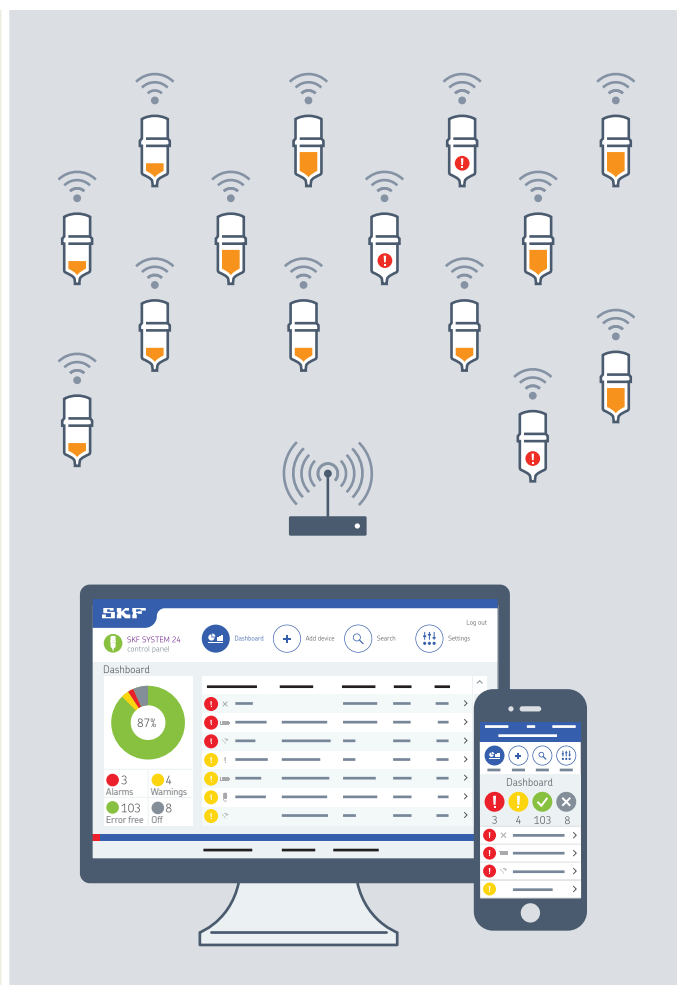 SKF
Log out
SKF SYSTEM 24
control panel
Dashboard
Add device
Search
Settings
Dashboard
87%
3
Alarms
4
Warnings
103
Error free
8
Off
Dashboard
3 4 103 8